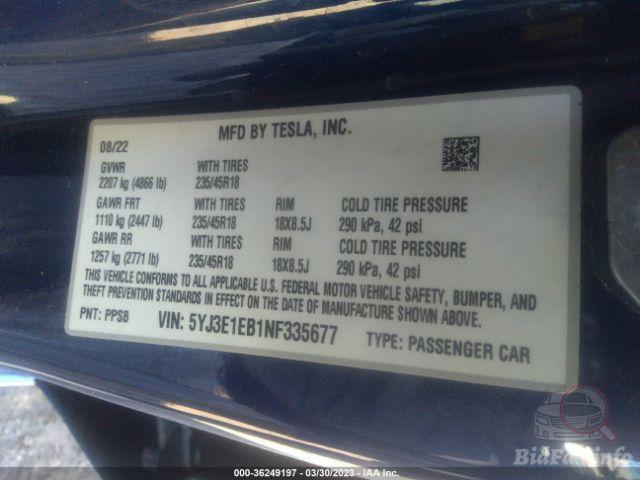 MFD BY TESLA, INC.
08/22
GVWR WITH TIRES
2207 kg (4866 lb) 235/45R18
GAWR FRT WITH TIRES RIM COLD TIRE PRESSURE
1110 kg (2447 lb) 235/45R18 18X8.5J 290 kPa, 42 psi
GAWR RR WITH TIRES RIM COLD TIRE PRESSURE
1257 kg (2771 lb) 235/45R18 18X8.5J 290 kPa, 42 psi
THIS VEHICLE CONFORMS TO ALL APPLICABLE U.S. FEDERAL MOTOR VEHICLE SAFETY, BUMPER, AND
THEFT PREVENTION STANDARDS IN EFFECT ON THE DATE OF MANUFACTURE SHOWN ABOVE.
PNT: PPSB VIN: 5YJ3E1EB1NF335677 TYPE: PASSENGER CAR
BidFax.info
000-36249197 - 03/30/2023 - IAA Inc.